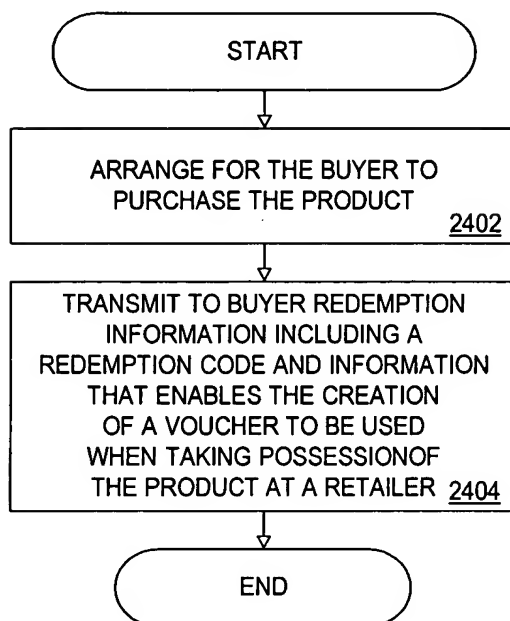 START
ARRANGE FOR THE BUYER TO
PURCHASE THE PRODUCT
2402
TRANSMIT TO BUYER REDEMPTION
INFORMATION INCLUDING A
REDEMPTION CODE AND INFORMATION
THAT ENABLES THE CREATION
OF A VOUCHER TO BE USED
WHEN TAKING POSSESSIONOF
THE PRODUCT AT A RETAILER 2404
END